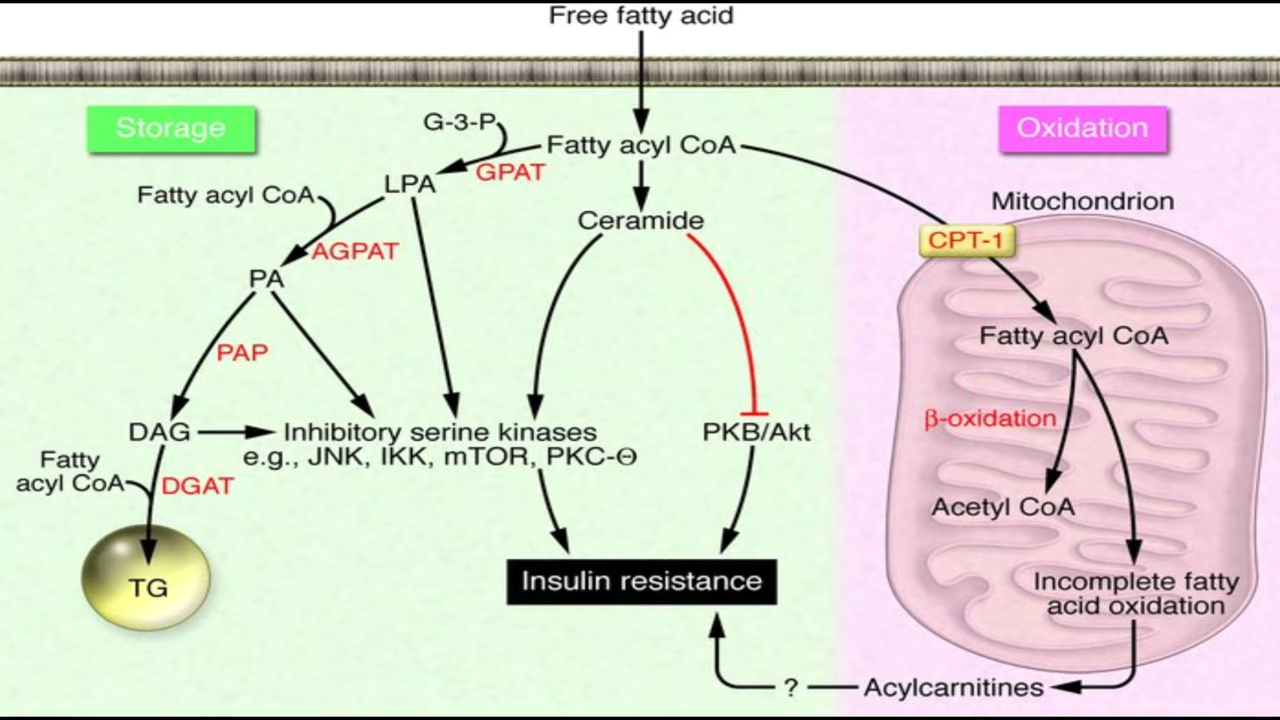 Free fatty acid
Storage
Oxidation
G-3-P
Fatty acyl CoA
GPAT
LPA
Fatty acyl CoA
Mitochondrion
Ceramide
CPT-1
AGPAT
PA
Fatty acyl CoA
PAP
β-oxidation
DAG
Inhibitory serine kinases
e.g., JNK, IKK, mTOR, PKC-Θ
PKB/Akt
Fatty
acyl CoA
DGAT
Acetyl CoA
TG
Insulin resistance
Incomplete fatty
acid oxidation
?
Acylcarnitines